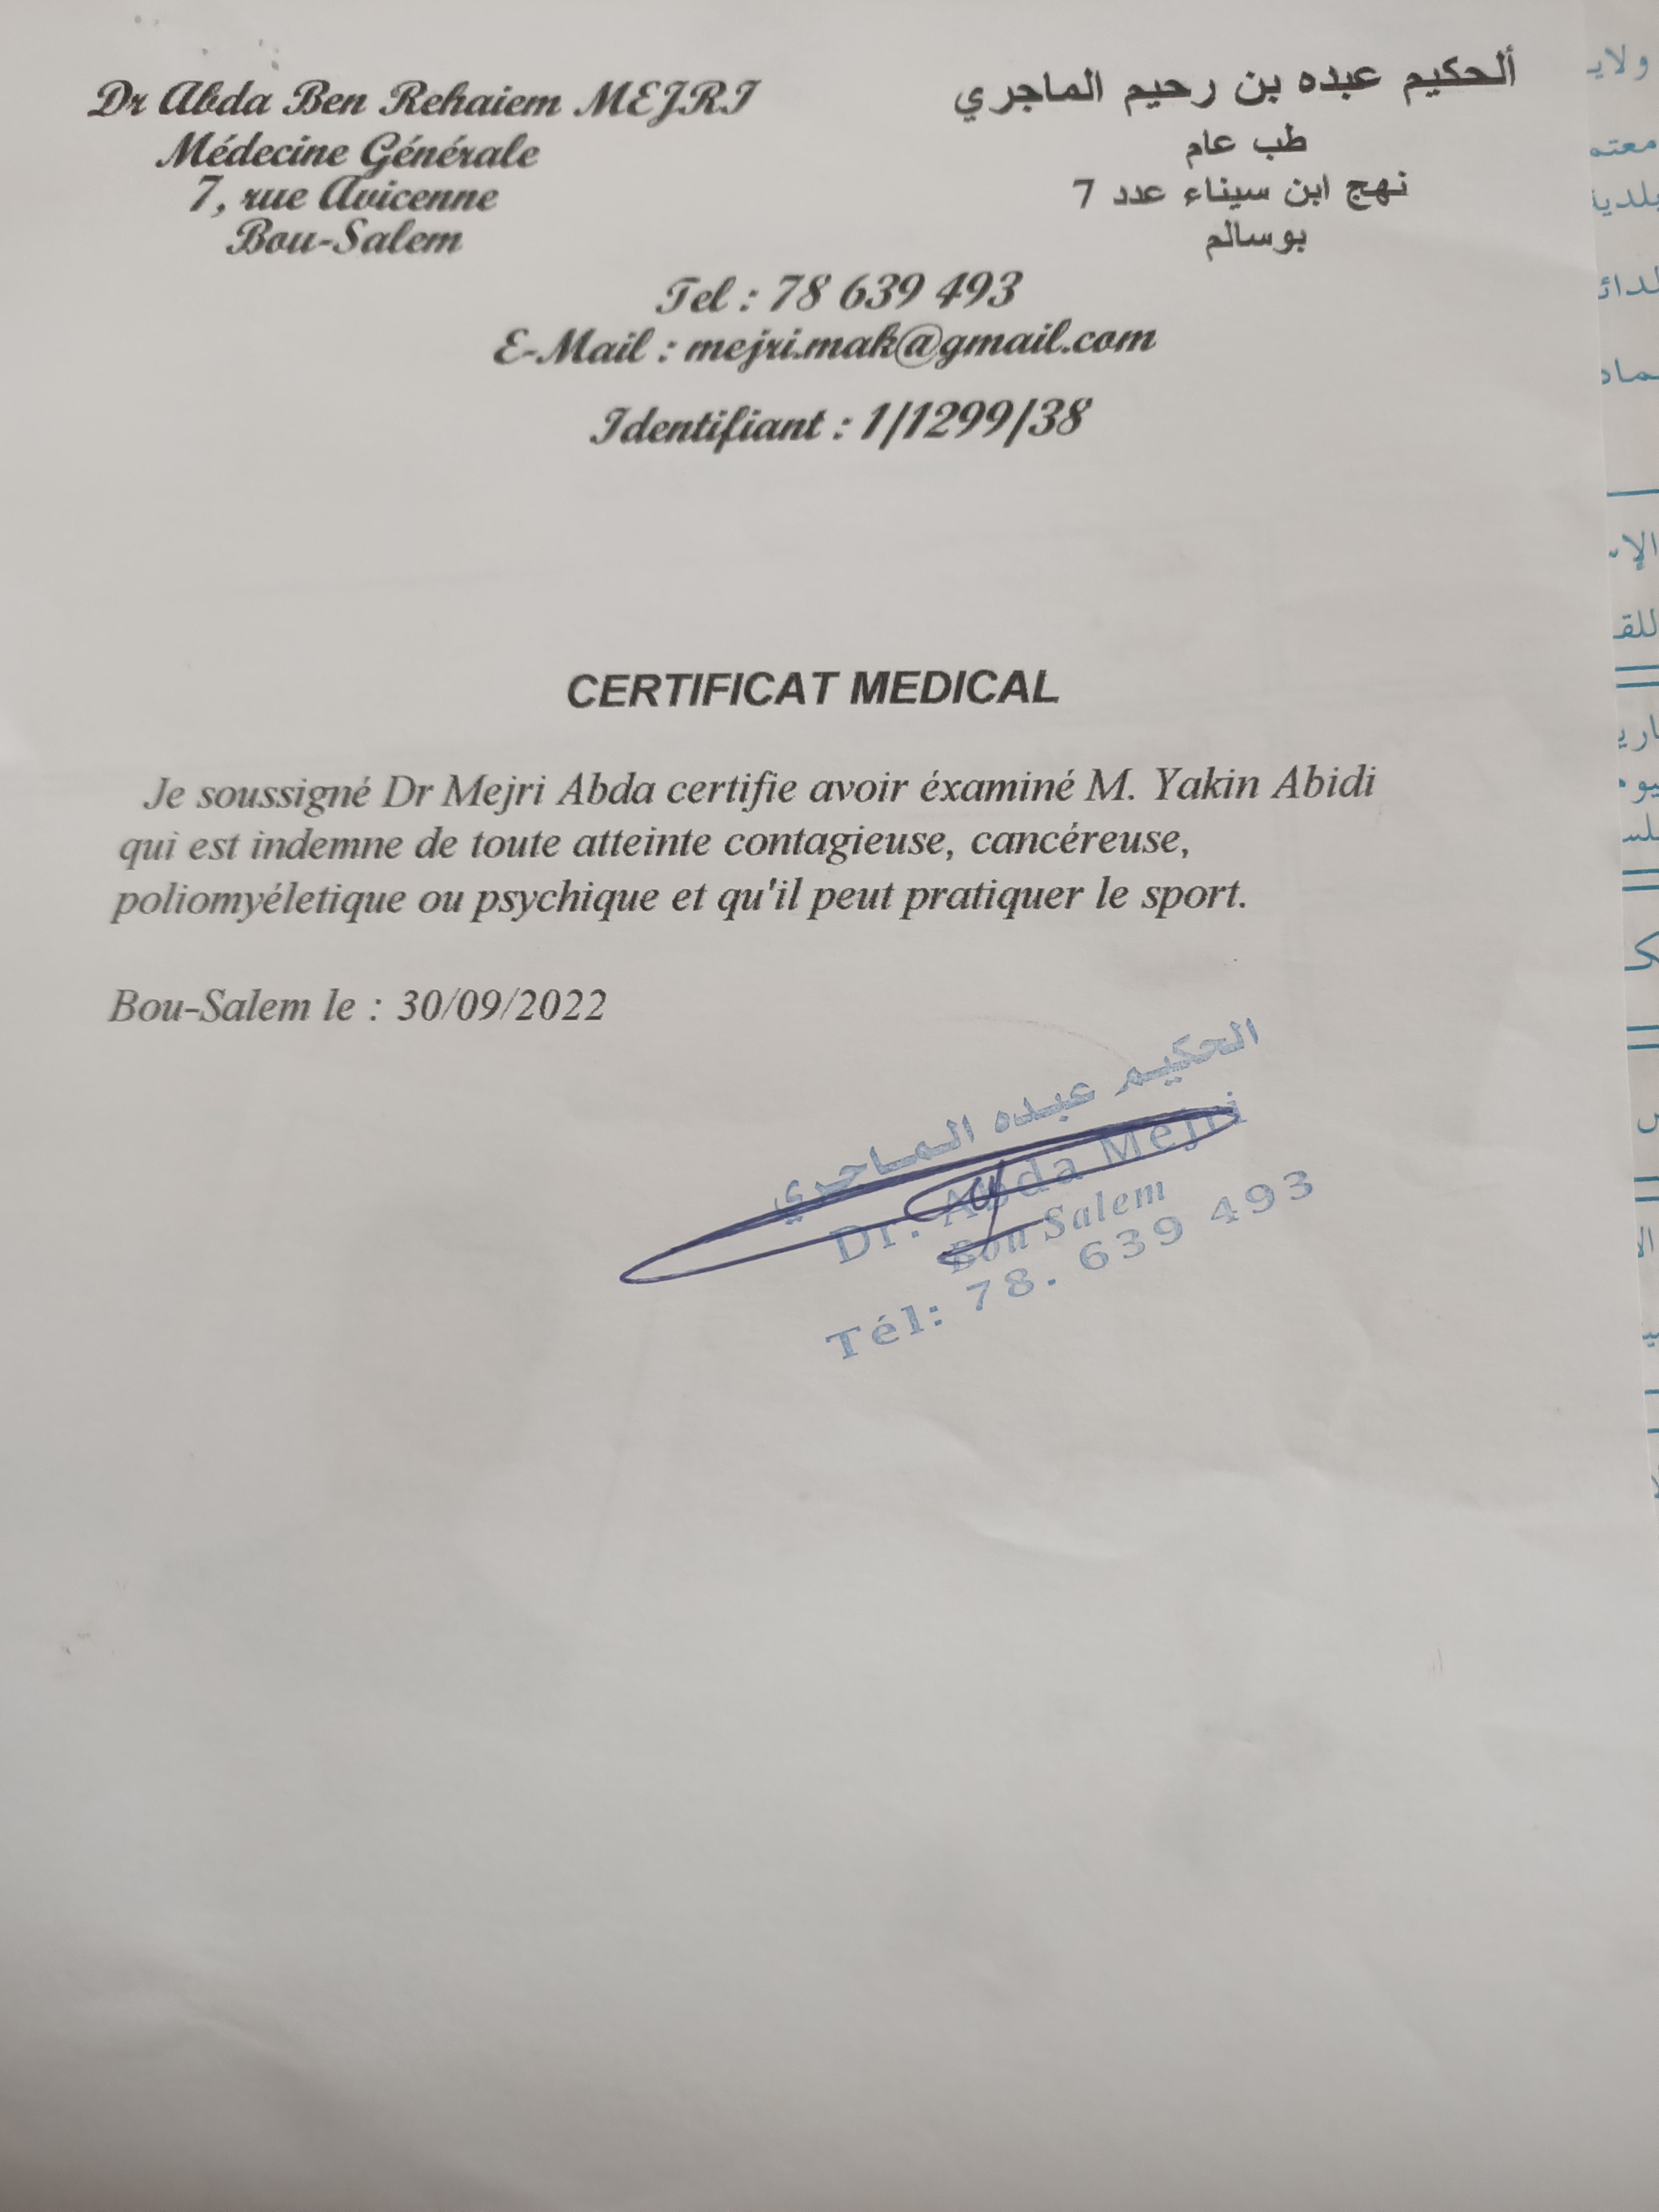 Dr Abda Ben Rehaiem MEJRI
Médecine Générale
7, rue Avicenne
Bou-Salem
ألحكيم عبده بن رحيم الماجري
طب عام
نهج ابن سيناء عدد 7
بوسالم
Tel : 78 639 493
E-Mail : mejri.mak@gmail.com
Identifiant : 1/1299/38
CERTIFICAT MEDICAL
Je soussigné Dr Mejri Abda certifie avoir éxaminé M. Yakin Abidi
qui est indemne de toute atteinte contagieuse, cancéreuse,
poliomyéletique ou psychique et qu'il peut pratiquer le sport.
Bou-Salem le : 30/09/2022
الحكيم عبده الماجري
Dr. Abda Mejri
Bou Salem
Tél: 78. 639 493